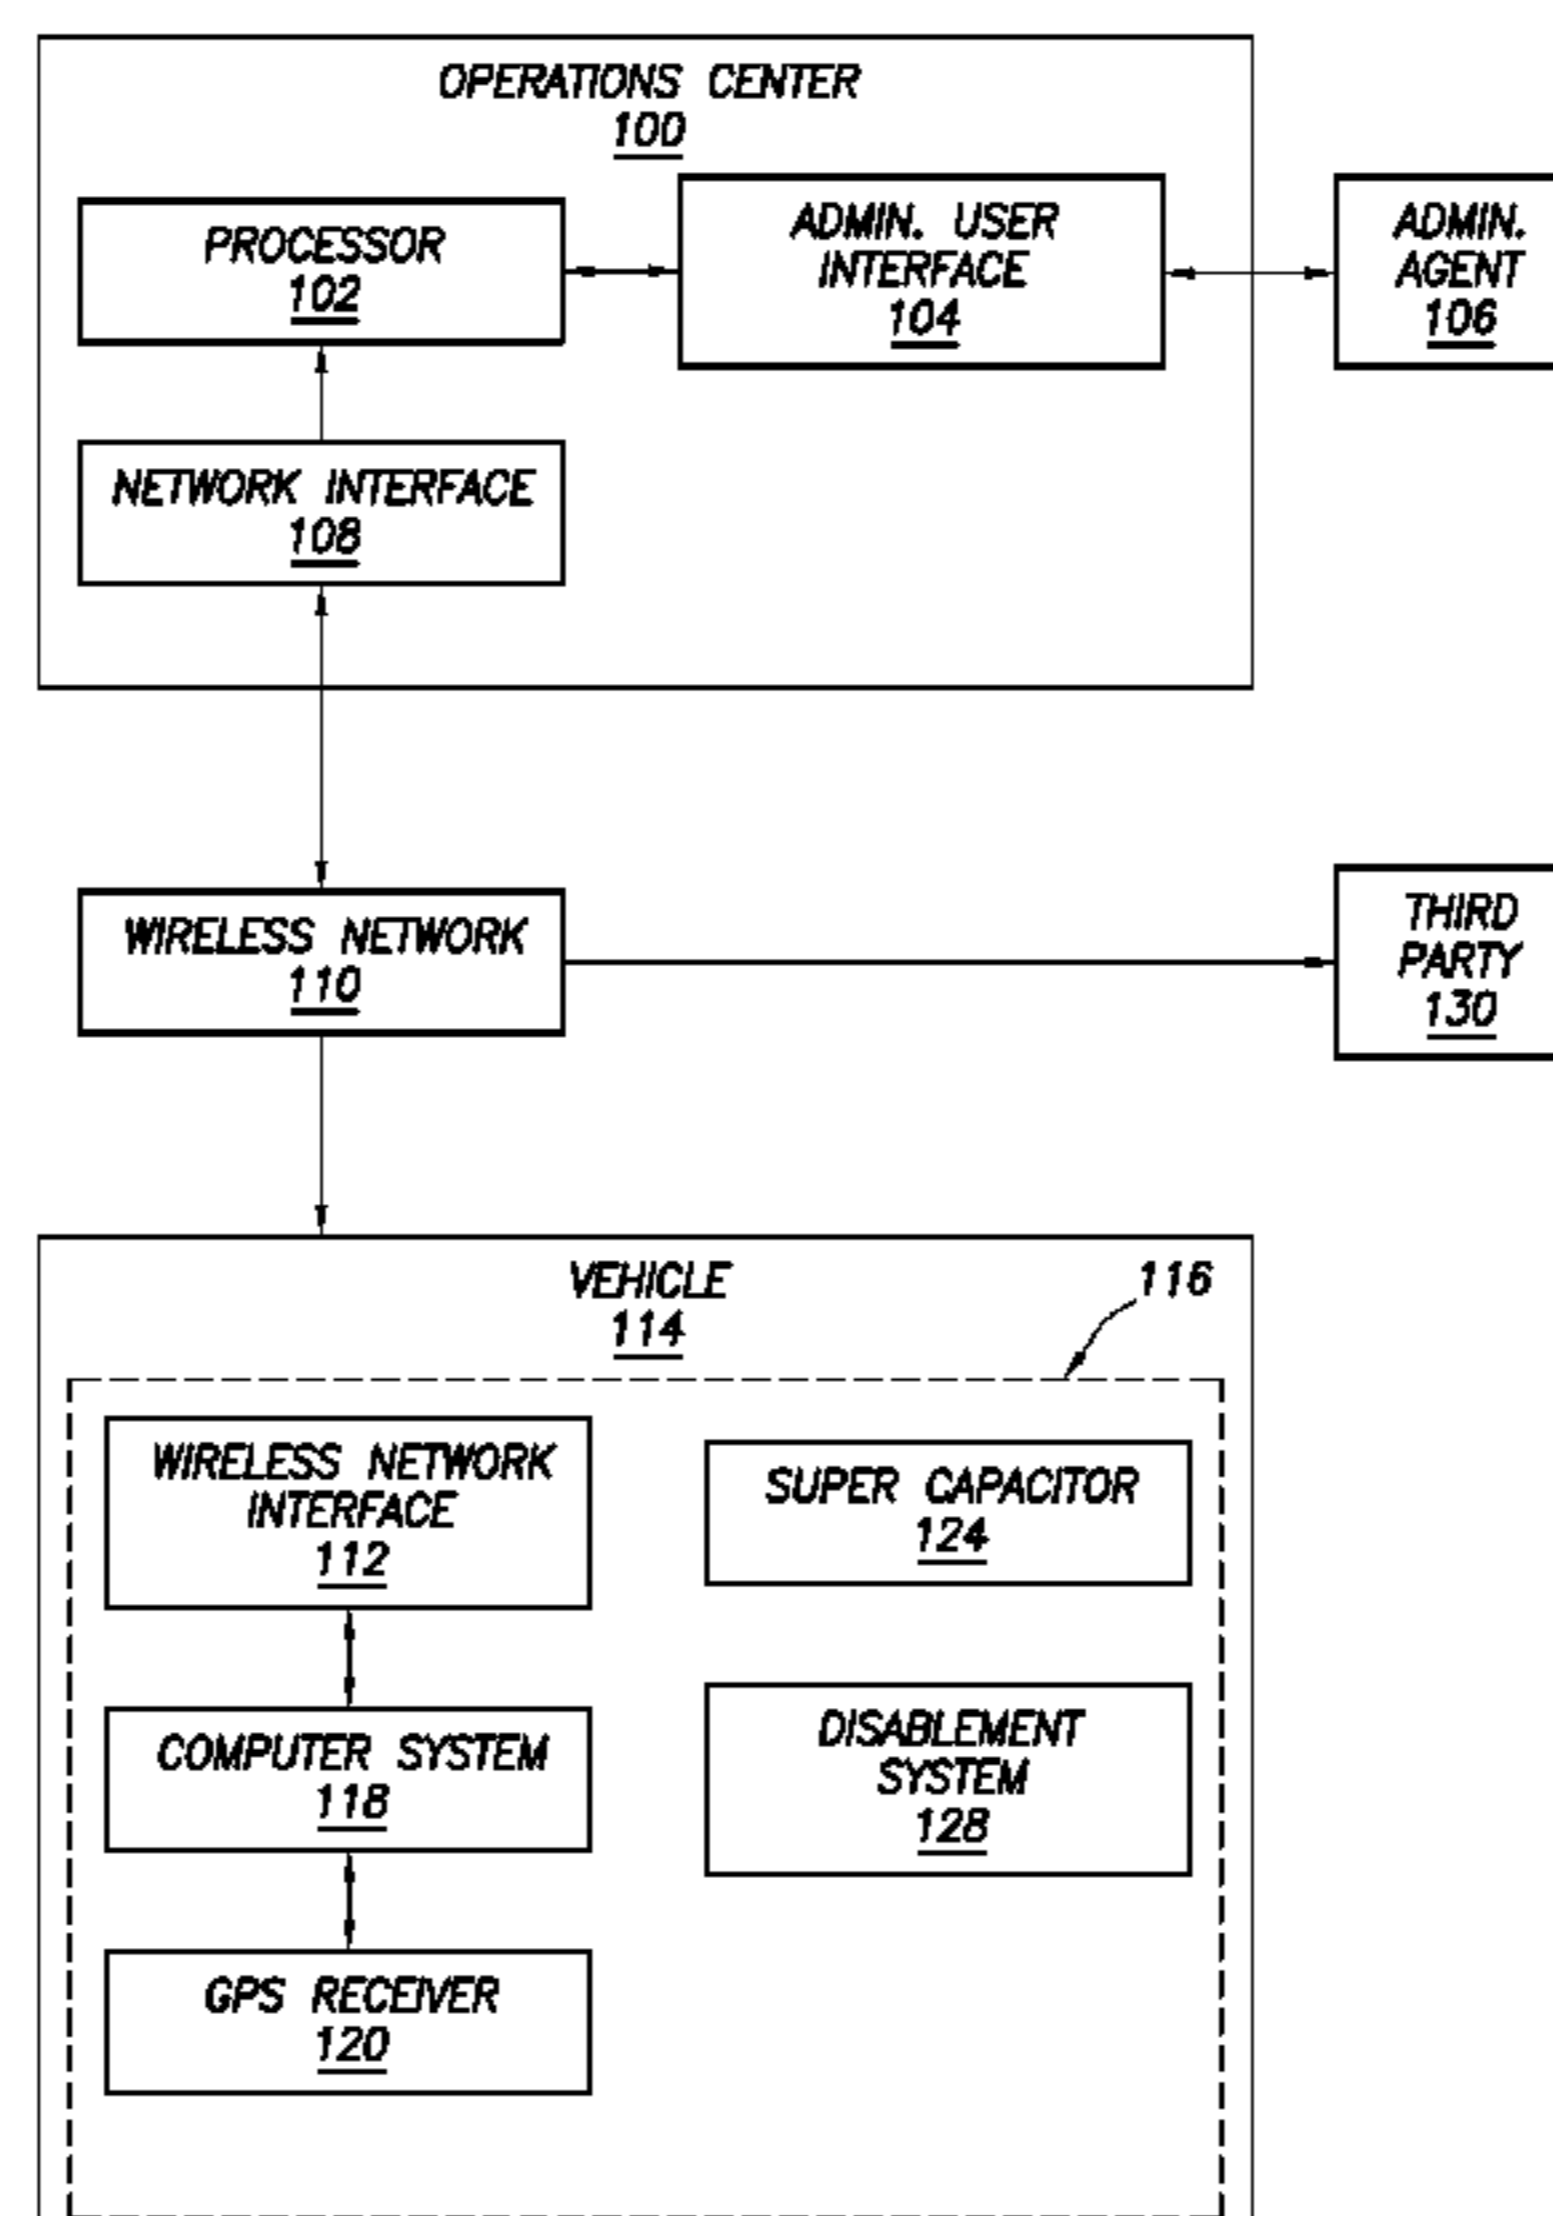 OPERATIONS CENTER
100
PROCESSOR
102
ADMIN. USER
INTERFACE
104
ADMIN.
AGENT
106
NETWORK INTERFACE
108
WIRELESS NETWORK
110
THIRD
PARTY
130
VEHICLE
114
116
WIRELESS NETWORK
INTERFACE
112
SUPER CAPACITOR
124
COMPUTER SYSTEM
118
DISABLEMENT
SYSTEM
128
GPS RECEIVER
120